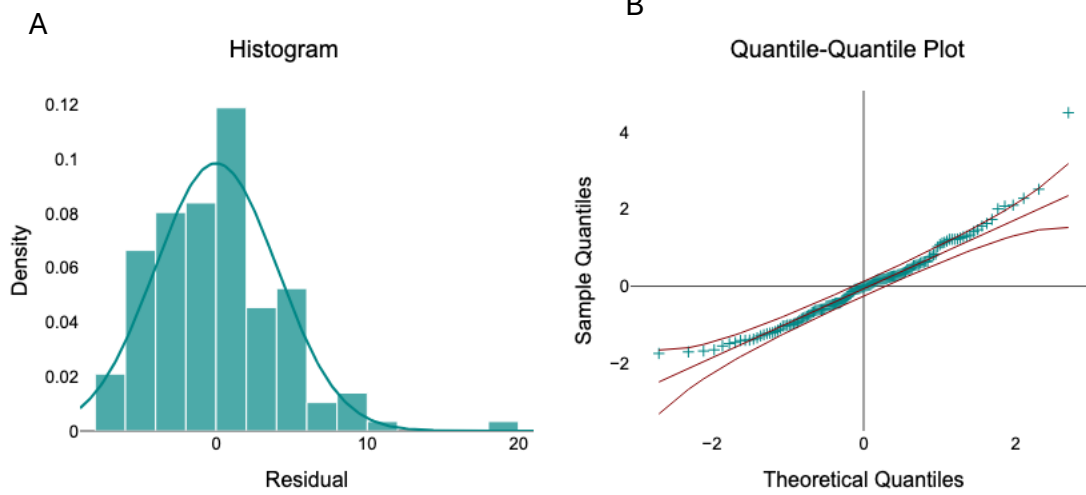 A
Histogram
0.12
0.1
0.08
0.06
0.04
0.02
0
Density
0
10
20
Residual
B
Quantile-Quantile Plot
4
2
0
−2
Sample Quantiles
−2
0
2
Theoretical Quantiles